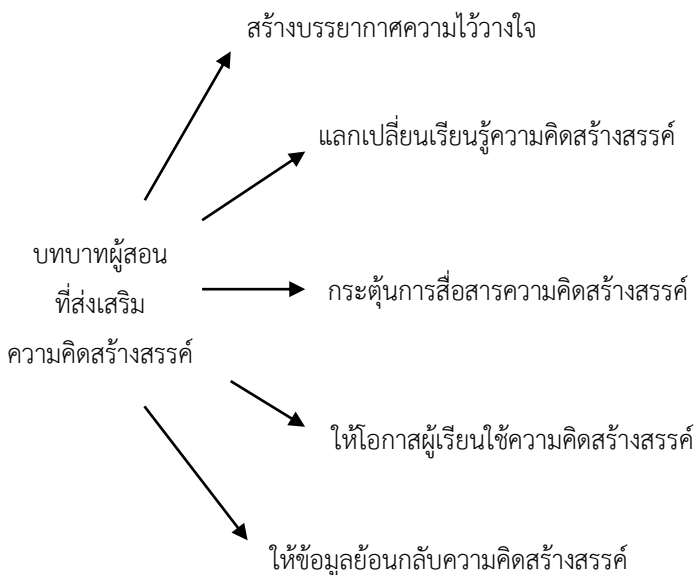 สร้างบรรยากาศความไว้วางใจ
แลกเปลี่ยนเรียนรู้ความคิดสร้างสรรค์
บทบาทผู้สอน
ที่ส่งเสริม
ความคิดสร้างสรรค์
กระตุ้นการสื่อสารความคิดสร้างสรรค์
ให้โอกาสผู้เรียนใช้ความคิดสร้างสรรค์
ให้ข้อมูลย้อนกลับความคิดสร้างสรรค์